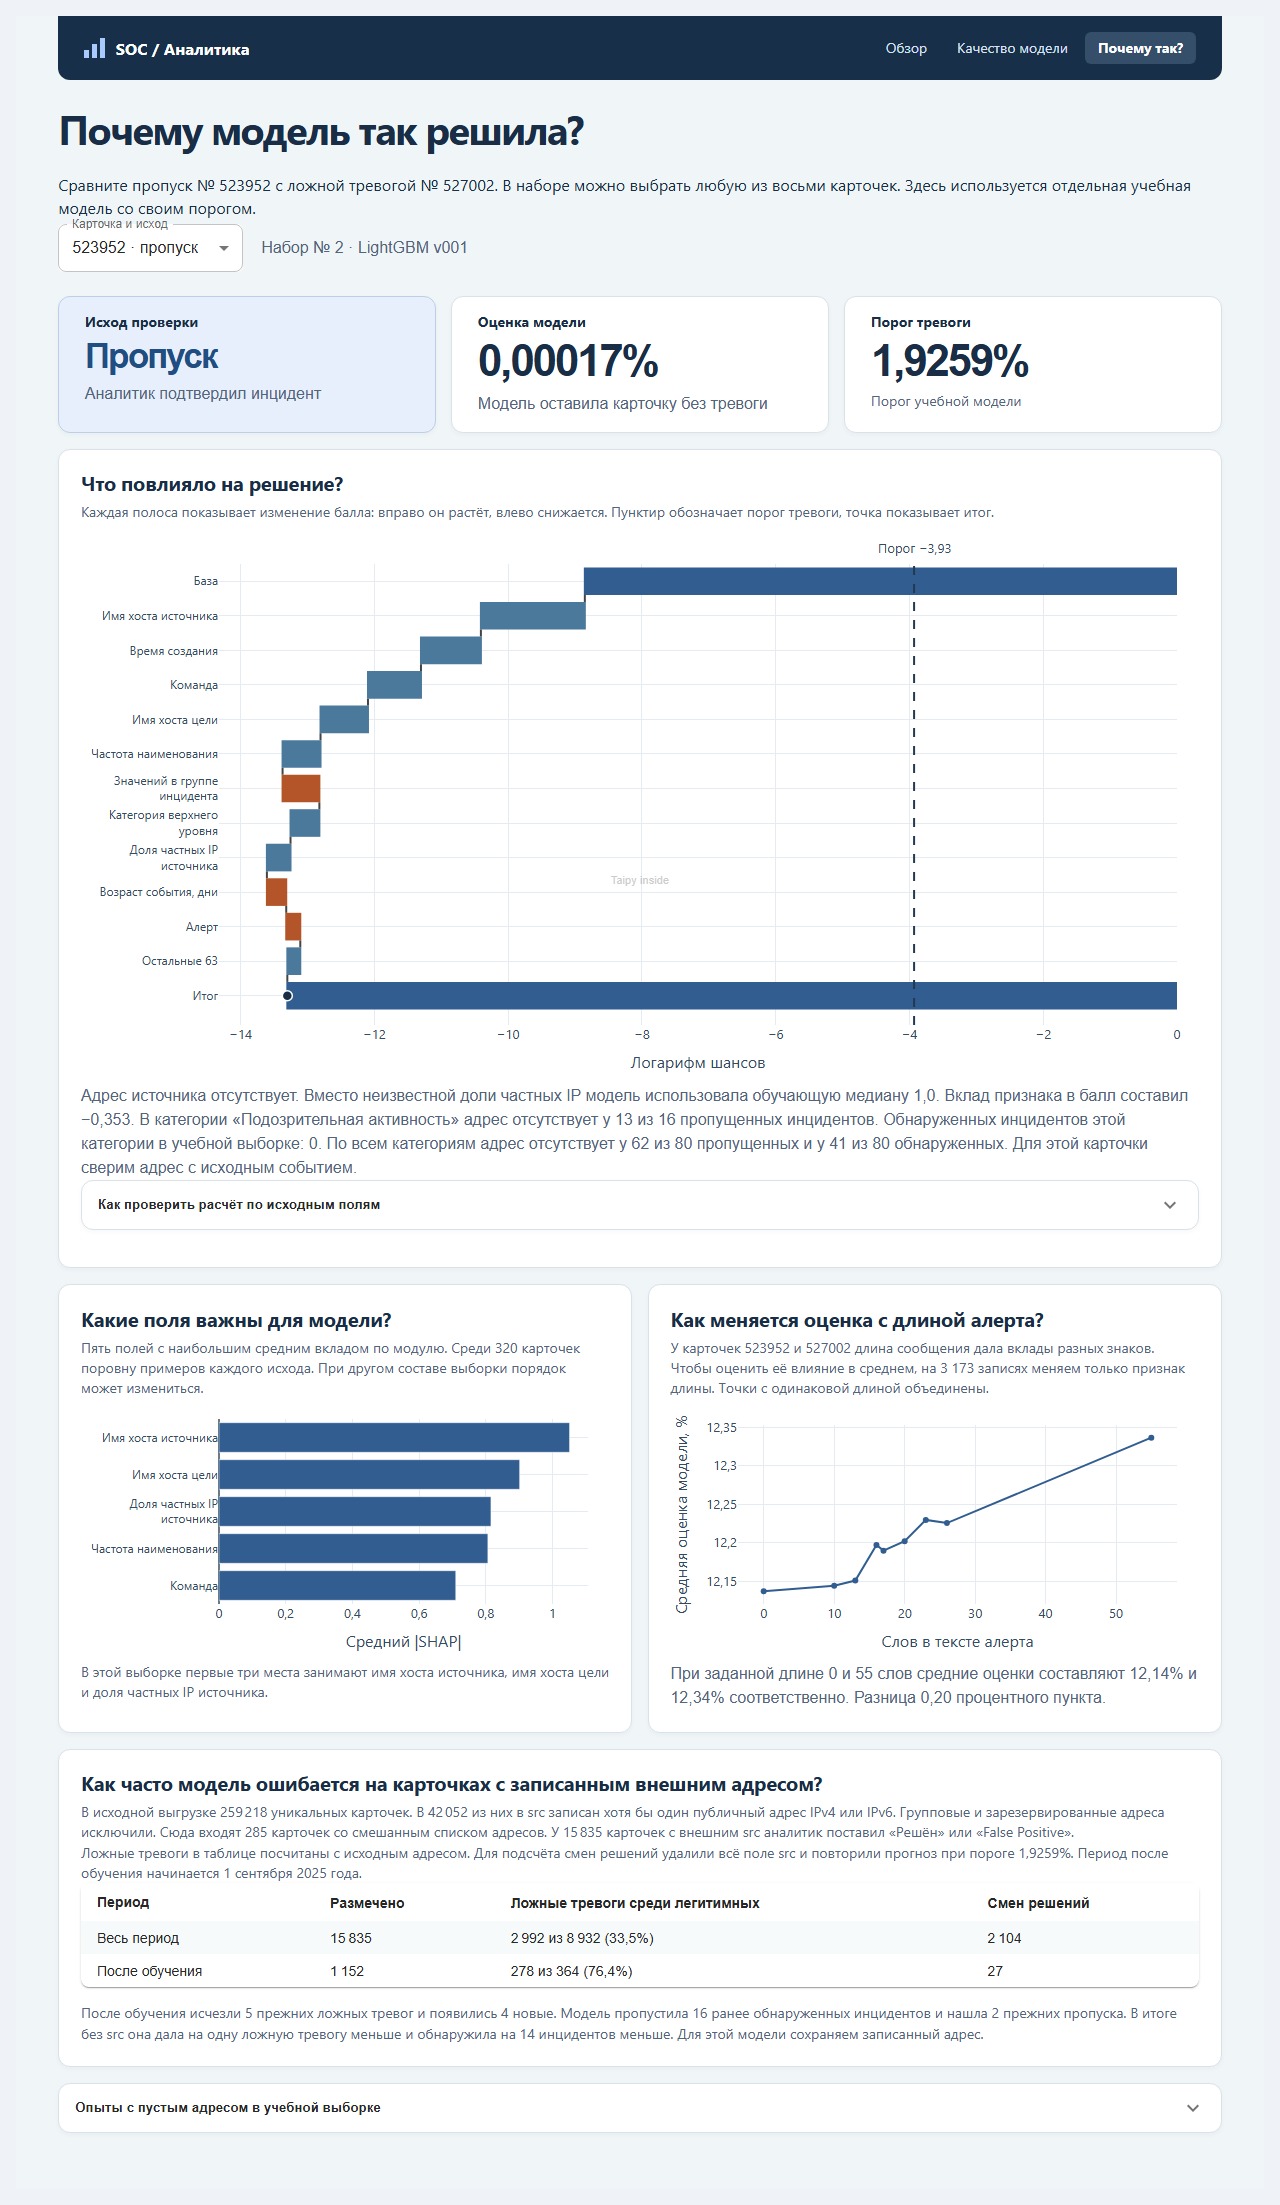 SOC / Аналитика
Обзор
Качество модели
Почему так?
Почему модель так решила?
Сравните пропуск № 523952 с ложной тревогой № 527002. В наборе можно выбрать любую из восьми карточек. Здесь используется отдельная учебная
модель со своим порогом.
Карточка и исход
523952 · пропуск
Набор № 2 · LightGBM v001
Исход проверки
Пропуск
Аналитик подтвердил инцидент
Оценка модели
0,00017%
Модель оставила карточку без тревоги
Порог тревоги
1,9259%
Порог учебной модели
Что повлияло на решение?
Каждая полоса показывает изменение балла: вправо он растёт, влево снижается. Пунктир обозначает порог тревоги, точка показывает итог.
Порог −3,93
База
Имя хоста источника
Время создания
Команда
Имя хоста цели
Частота наименования
Значений в группе
инцидента
Категория верхнего
уровня
Доля частных IP
источника
Taipy inside
Возраст события, дни
Алерт
Остальные 63
Итог
−14
−12
−10
−8
−6
−4
−2
0
Логарифм шансов
Адрес источника отсутствует. Вместо неизвестной доли частных IP модель использовала обучающую медиану 1,0. Вклад признака в балл составил
−0,353. В категории «Подозрительная активность» адрес отсутствует у 13 из 16 пропущенных инцидентов. Обнаруженных инцидентов этой
категории в учебной выборке: 0. По всем категориям адрес отсутствует у 62 из 80 пропущенных и у 41 из 80 обнаруженных. Для этой карточки
сверим адрес с исходным событием.
Как проверить расчёт по исходным полям
Какие поля важны для модели?
Пять полей с наибольшим средним вкладом по модулю. Среди 320 карточек
поровну примеров каждого исхода. При другом составе выборки порядок
может измениться.
Имя хоста источника
Имя хоста цели
Доля частных IP
источника
Частота наименования
Команда
0
0,2
0,4
0,6
0,8
1
Средний |SHAP|
В этой выборке первые три места занимают имя хоста источника, имя хоста цели
и доля частных IP источника.
Как меняется оценка с длиной алерта?
У карточек 523952 и 527002 длина сообщения дала вклады разных знаков.
Чтобы оценить её влияние в среднем, на 3 173 записях меняем только признак
длины. Точки с одинаковой длиной объединены.
Средняя оценка модели, %
12,35
12,3
12,25
12,2
12,15
0
10
20
30
40
50
Слов в тексте алерта
При заданной длине 0 и 55 слов средние оценки составляют 12,14% и
12,34% соответственно. Разница 0,20 процентного пункта.
Как часто модель ошибается на карточках с записанным внешним адресом?
В исходной выгрузке 259 218 уникальных карточек. В 42 052 из них в src записан хотя бы один публичный адрес IPv4 или IPv6. Групповые и зарезервированные адреса
исключили. Сюда входят 285 карточек со смешанным списком адресов. У 15 835 карточек с внешним src аналитик поставил «Решён» или «False Positive».
Ложные тревоги в таблице посчитаны с исходным адресом. Для подсчёта смен решений удалили всё поле src и повторили прогноз при пороге 1,9259%. Период после
обучения начинается 1 сентября 2025 года.
Период
Размечено
Ложные тревоги среди легитимных
Смен решений
Весь период
15 835
2 992 из 8 932 (33,5%)
2 104
После обучения
1 152
278 из 364 (76,4%)
27
После обучения исчезли 5 прежних ложных тревог и появились 4 новые. Модель пропустила 16 ранее обнаруженных инцидентов и нашла 2 прежних пропуска. В итоге
без src она дала на одну ложную тревогу меньше и обнаружила на 14 инцидентов меньше. Для этой модели сохраняем записанный адрес.
Опыты с пустым адресом в учебной выборке